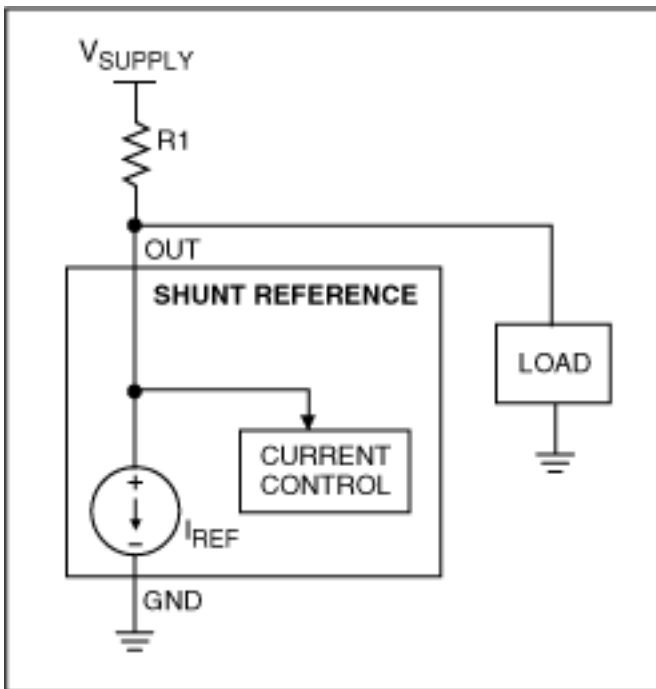 VSUPPLY
R1
OUT
SHUNT REFERENCE
LOAD
CURRENT
CONTROL
+
−
IREF
GND